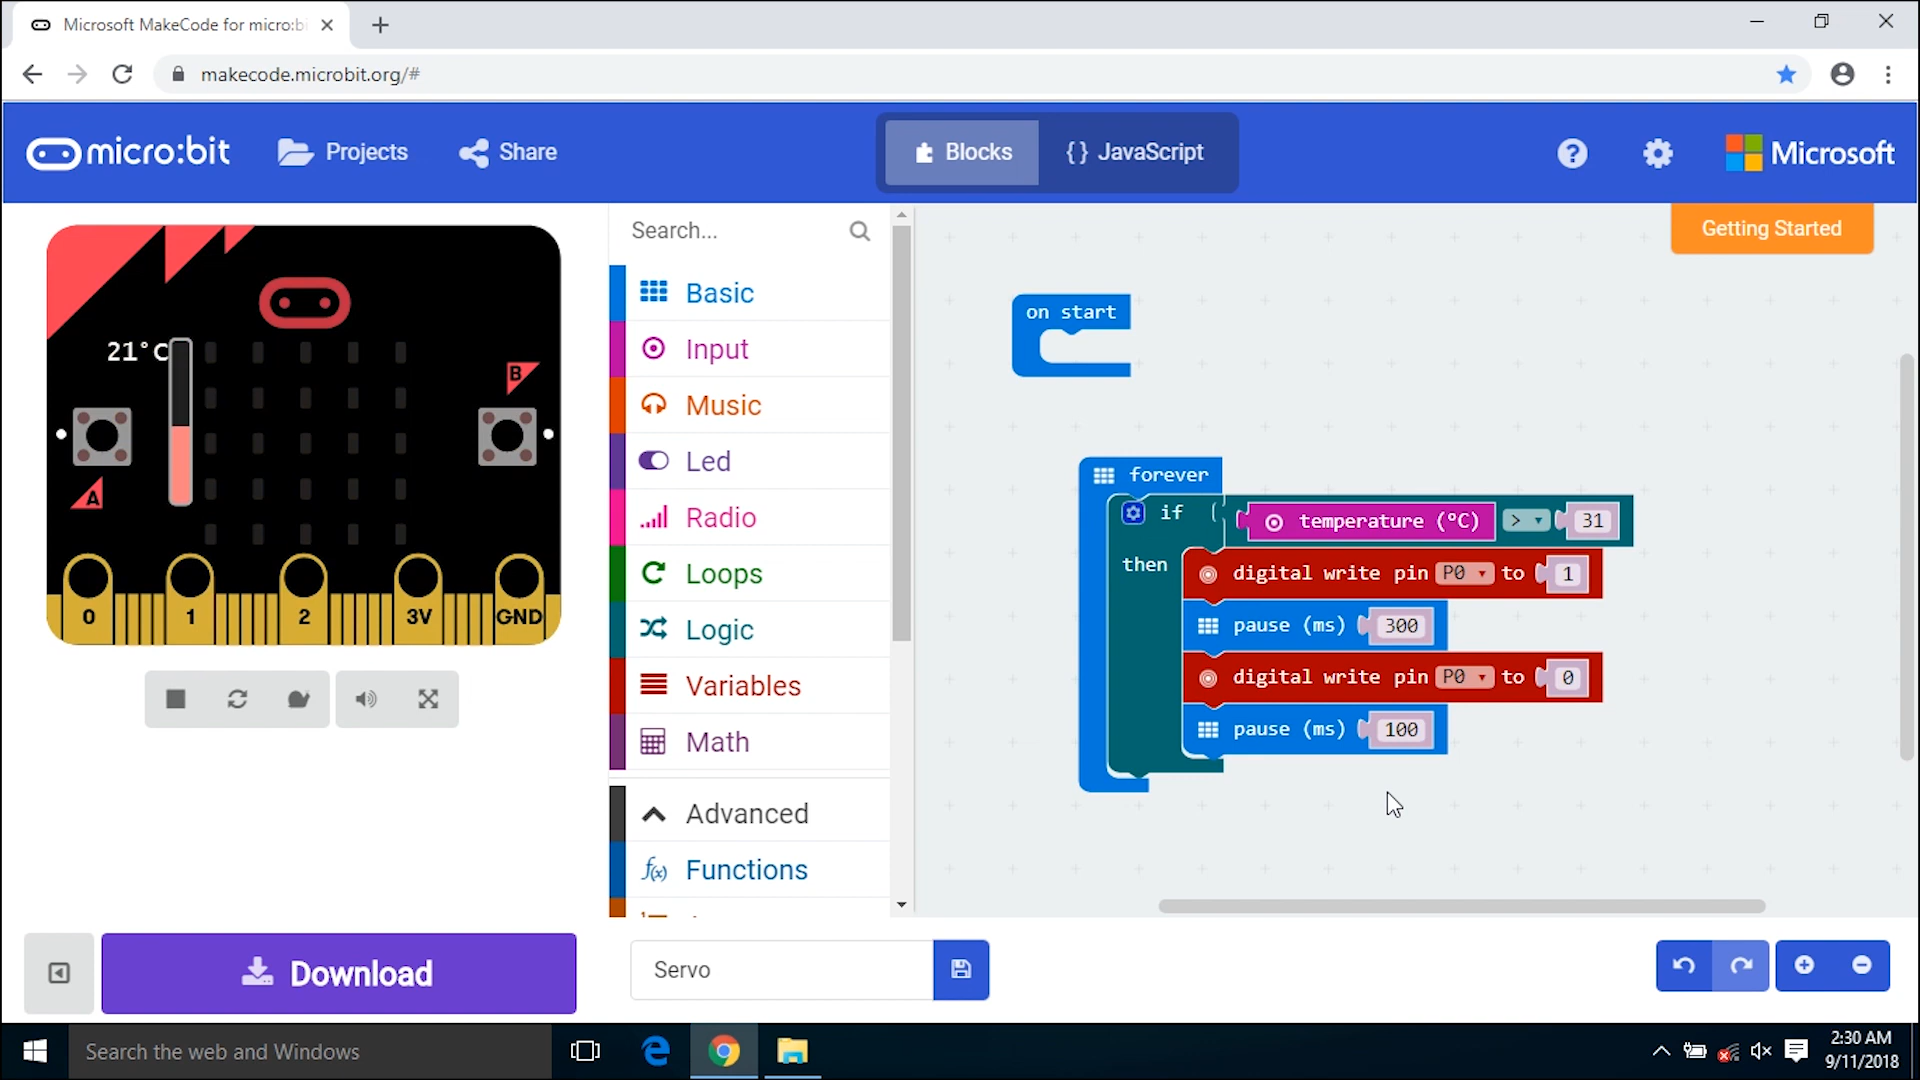 Microsoft MakeCode for micro:bi
makecode.microbit.org/#
micro:bit
Projects
Share
Blocks
{} JavaScript
?
Microsoft
Getting Started
Search...
Basic
Input
Music
Led
Radio
Loops
Logic
Variables
Math
Advanced
f(x) Functions
21°C
B
A
0 1 2 3V GND
on start
forever
if temperature (°C) > 31
then
digital write pin P0 to 1
pause (ms) 300
digital write pin P0 to 0
pause (ms) 100
Download
Servo
Search the web and Windows
2:30 AM
9/11/2018